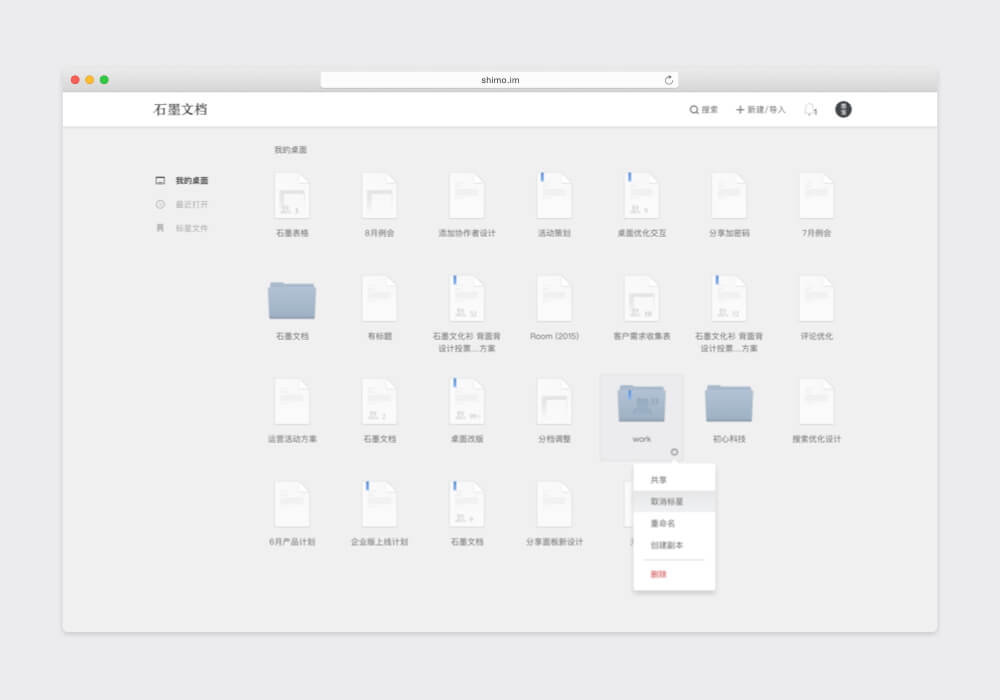 shimo.im
石墨文档
搜索
新建/导入
1
我的桌面
最近打开
标星文件
我的桌面
3
石墨表格
8月例会
添加协作者设计
活动策划
9
桌面优化交互
分享加密码
7月例会
石墨文档
有标题
12
石墨文化衫 背面背
设计投票...方案
Room (2015)
客户需求收集表
12
石墨文化衫 背面背
设计投票...方案
评论优化
运营活动方案
2
石墨文档
99+
桌面改版
分档调整
work
初心科技
搜索优化设计
6月产品计划
企业版上线计划
石墨文档
分享面板新设计
共享
取消标星
重命名
创建副本
删除